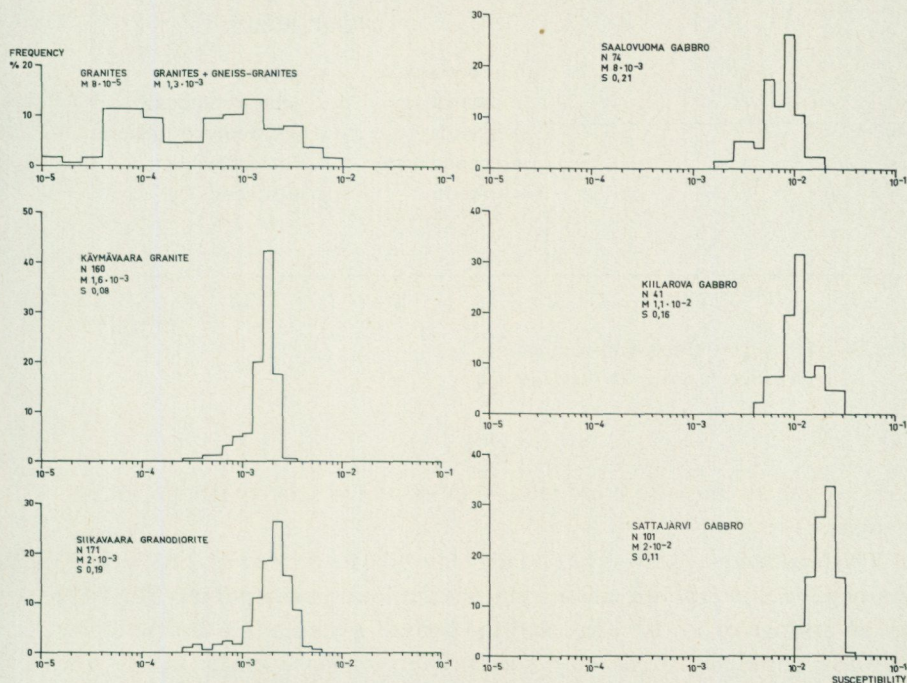 FREQUENCY
% 20
10
0
GRANITES
M 8·10-5
GRANITES + GNEISS-GRANITES
M 1,3·10-3
10-5 10-4 10-3 10-2 10-1
50
40
30
20
10
0
KÄYMÄVAARA GRANITE
N 160
M 1,6·10-3
S 0,08
10-5 10-4 10-3 10-2 10-1
30
20
10
0
SIIKAVAARA GRANODIORITE
N 171
M 2·10-3
S 0,19
10-5 10-4 10-3 10-2 10-1
30
20
10
0
SAALOVUOMA GABBRO
N 74
M 8·10-3
S 0,21
10-5 10-4 10-3 10-2 10-1
40
30
20
10
0
KIILAROVA GABBRO
N 41
M 1,1·10-2
S 0,16
10-5 10-4 10-3 10-2 10-1
40
30
20
10
0
SATTAJÄRVI GABBRO
N 101
M 2·10-2
S 0,11
10-5 10-4 10-3 10-2 10-1
SUSCEPTIBILITY